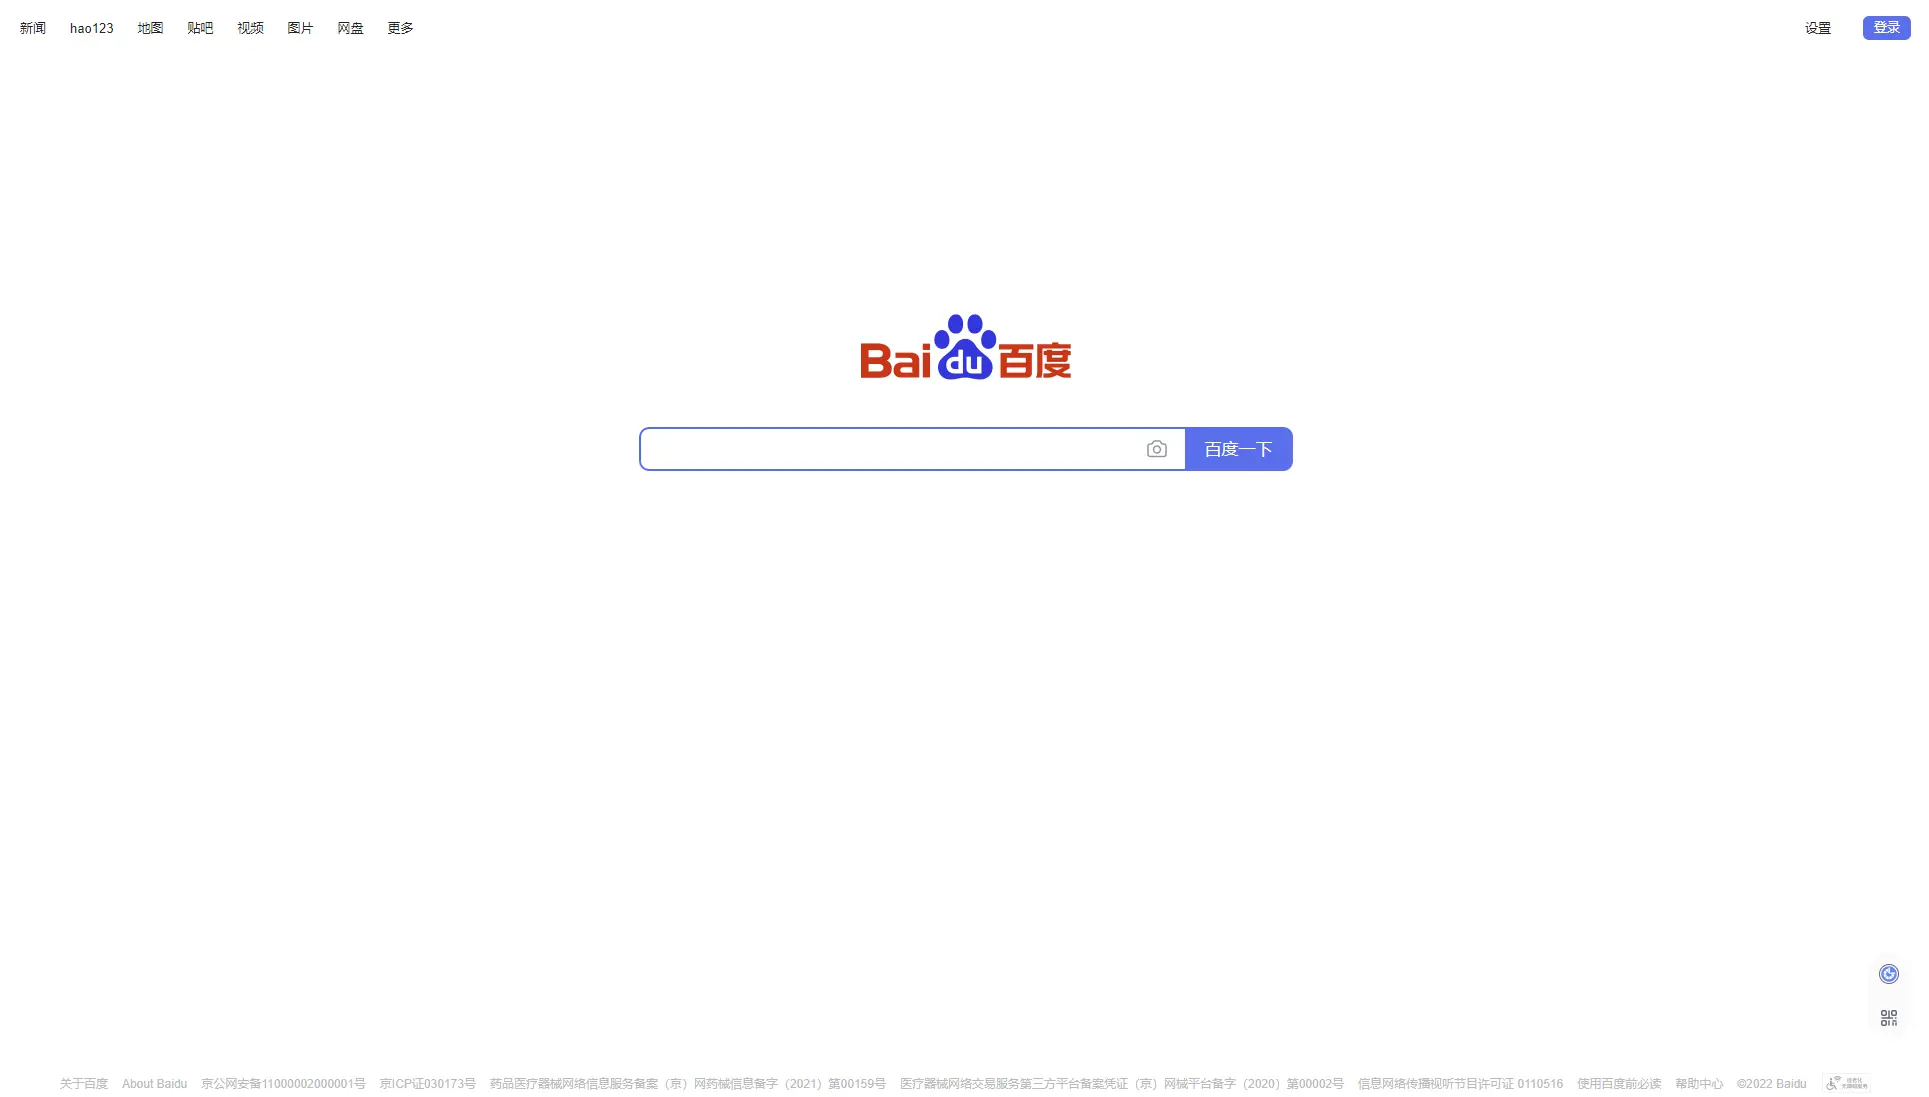 新闻 hao123 地图 贴吧 视频 图片 网盘 更多 设置 登录
Bai du 百度
百度一下
关于百度 About Baidu 京公网安备11000002000001号 京ICP证030173号 药品医疗器械网络信息服务备案（京）网药械信息备字（2021）第00159号 医疗器械网络交易服务第三方平台备案凭证（京）网械平台备字（2020）第00002号 信息网络传播视听节目许可证 0110516 使用百度前必读 帮助中心 ©2022 Baidu